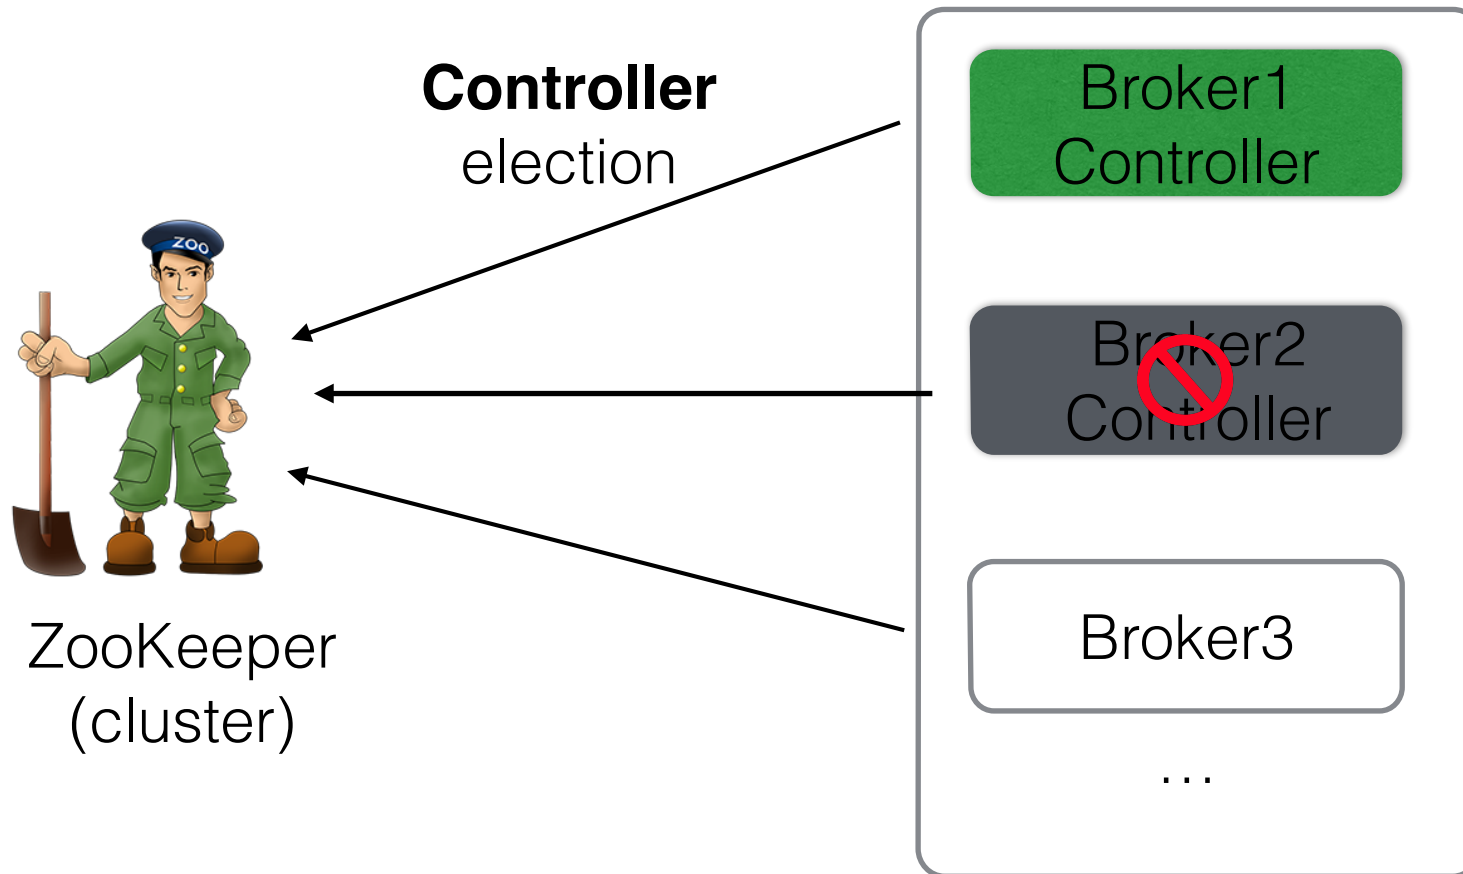 Controller
election
Broker1
Controller
ZOO
Broker2
Controller
ZooKeeper
(cluster)
Broker3
...